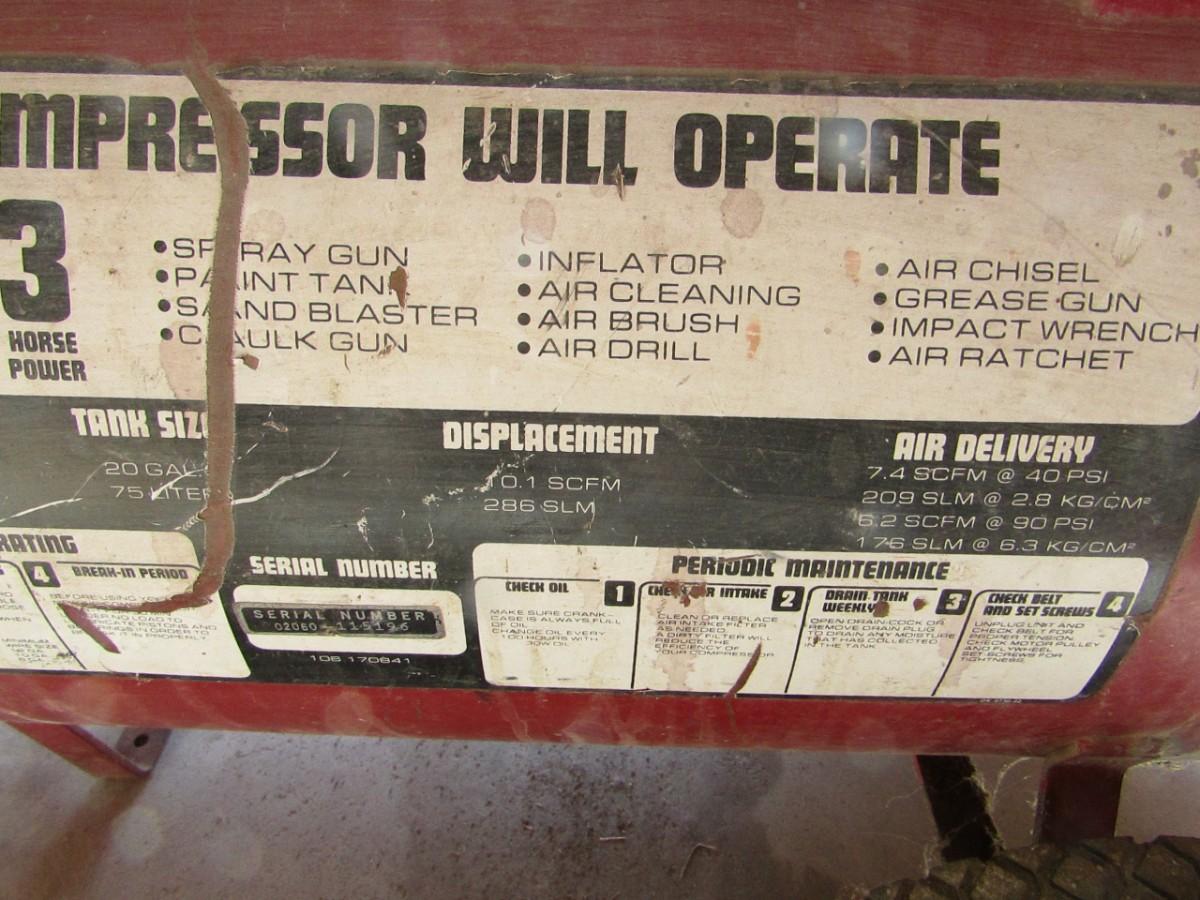 MPRESSOR WILL OPERATE
3
HORSE
POWER
SPRAY GUN
PAINT TANK
SAND BLASTER
CAULK GUN
INFLATOR
AIR CLEANING
AIR BRUSH
AIR DRILL
AIR CHISEL
GREASE GUN
IMPACT WRENCH
AIR RATCHET
TANK SIZE
20 GAL
75 LITER
DISPLACEMENT
10.1 SCFM
286 SLM
AIR DELIVERY
7.4 SCFM @ 40 PSI
209 SLM @ 2.8 KG/CM²
6.2 SCFM @ 90 PSI
176 SLM @ 6.3 KG/CM²
RATING
4 BREAK-IN PERIOD
SERIAL NUMBER
SERIAL NUMBER
106 170841
PERIODIC MAINTENANCE
CHECK OIL 1
MAKE SURE CRANK-
CASE IS ALWAYS FULL
OF OIL
CHANGE OIL EVERY
100 HOURS WITH
30W OIL
CHECK AIR INTAKE 2
CLEAN OR REPLACE
AIR INTAKE FILTER
AS NEEDED
A DIRTY FILTER WILL
REDUCE THE
EFFICIENCY OF
YOUR COMPRESSOR
DRAIN TANK
WEEKLY 3
OPEN DRAIN COCK OR
REMOVE DRAIN PLUG
TO DRAIN ANY MOISTURE
THAT HAS COLLECTED
IN THE TANK
CHECK BELT
AND SET SCREWS 4
UNPLUG UNIT AND
CHECK BELT FOR
PROPER TENSION.
CHECK MOTOR PULLEY
AND FLYWHEEL
SET SCREWS FOR
TIGHTNESS.